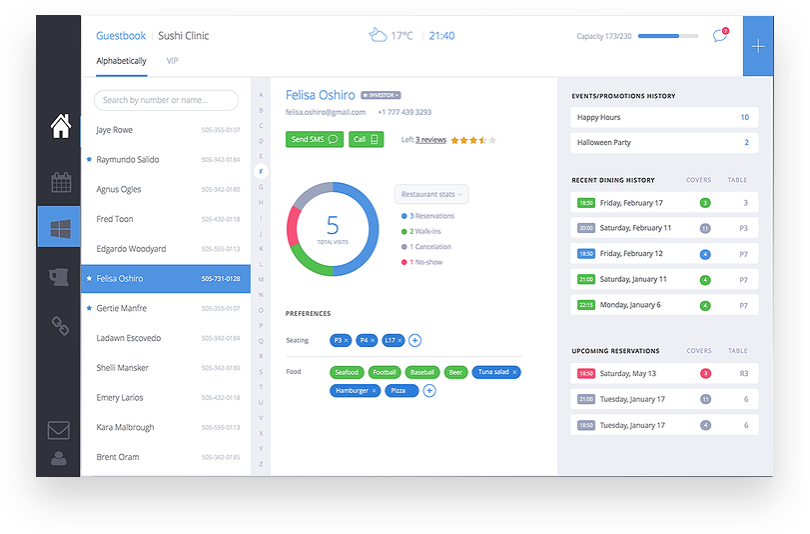 Guestbook | Sushi Clinic
17°C | 21:40
Capacity 173/230
7
+
Alphabetically
VIP
Search by number or name...
Jaye Rowe 505-355-0107
Raymundo Salido 505-342-0184
Agnus Ogles 505-342-0180
Fred Toon 505-432-0118
Edgardo Woodyard 505-555-0113
Felisa Oshiro 505-731-0128
Gertie Manfre 505-355-0107
Ladawn Escovedo 505-342-0184
Shelli Mansker 505-342-0180
Emery Larios 505-432-0118
Kara Malbrough 505-555-0113
Brent Oram 505-342-0185
A
B
C
D
E
F
G
H
I
J
K
L
M
N
O
P
Q
R
S
T
U
V
X
Y
Z
Felisa Oshiro INVESTOR
felisa.oshiro@gmail.com +1 777 439 3293
Send SMS Call Left 3 reviews
5
TOTAL VISITS
Restaurant stats
3 Reservations
2 Walk-ins
1 Cancelation
1 No-show
PREFERENCES
Seating P3 × P4 × L17 × +
Food Seafood Football Baseball Beer Tuna salad ×
Hamburger × Pizza +
EVENTS/PROMOTIONS HISTORY
Happy Hours 10
Halloween Party 2
RECENT DINING HISTORY COVERS TABLE
18:50 Friday, February 17 3 3
20:00 Saturday, February 11 11 P3
18:50 Friday, February 12 4 P7
21:00 Saturday, January 11 4 P7
22:15 Monday, January 6 4 P7
UPCOMING RESERVATIONS COVERS TABLE
18:50 Saturday, May 13 3 R3
21:00 Tuesday, January 17 11 6
18:50 Tuesday, January 17 4 6